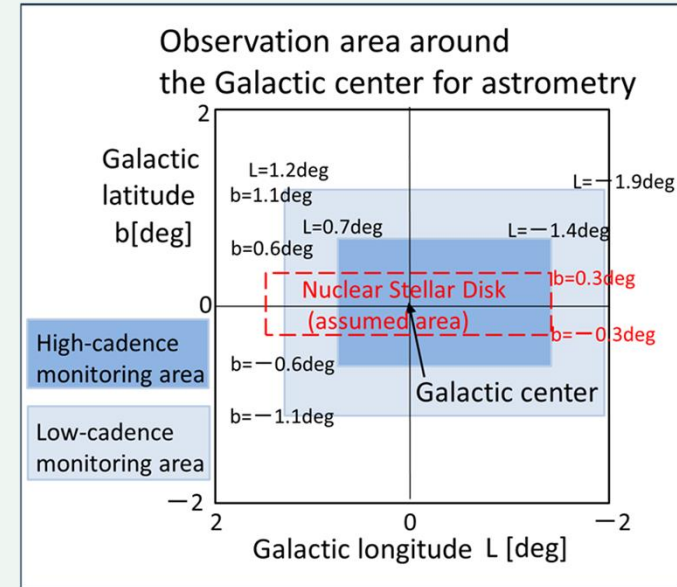 Observation area around
the Galactic center for astrometry
2
Galactic
latitude
b[deg]
L=1.2deg
b=1.1deg
L=−1.9deg
L=0.7deg
L=−1.4deg
b=0.6deg
b=0.3deg
Nuclear Stellar Disk
(assumed area)
0
b=−0.3deg
High-cadence
monitoring area
b=−0.6deg
Galactic center
b=−1.1deg
Low-cadence
monitoring area
−2
2
0
−2
Galactic longitude L [deg]